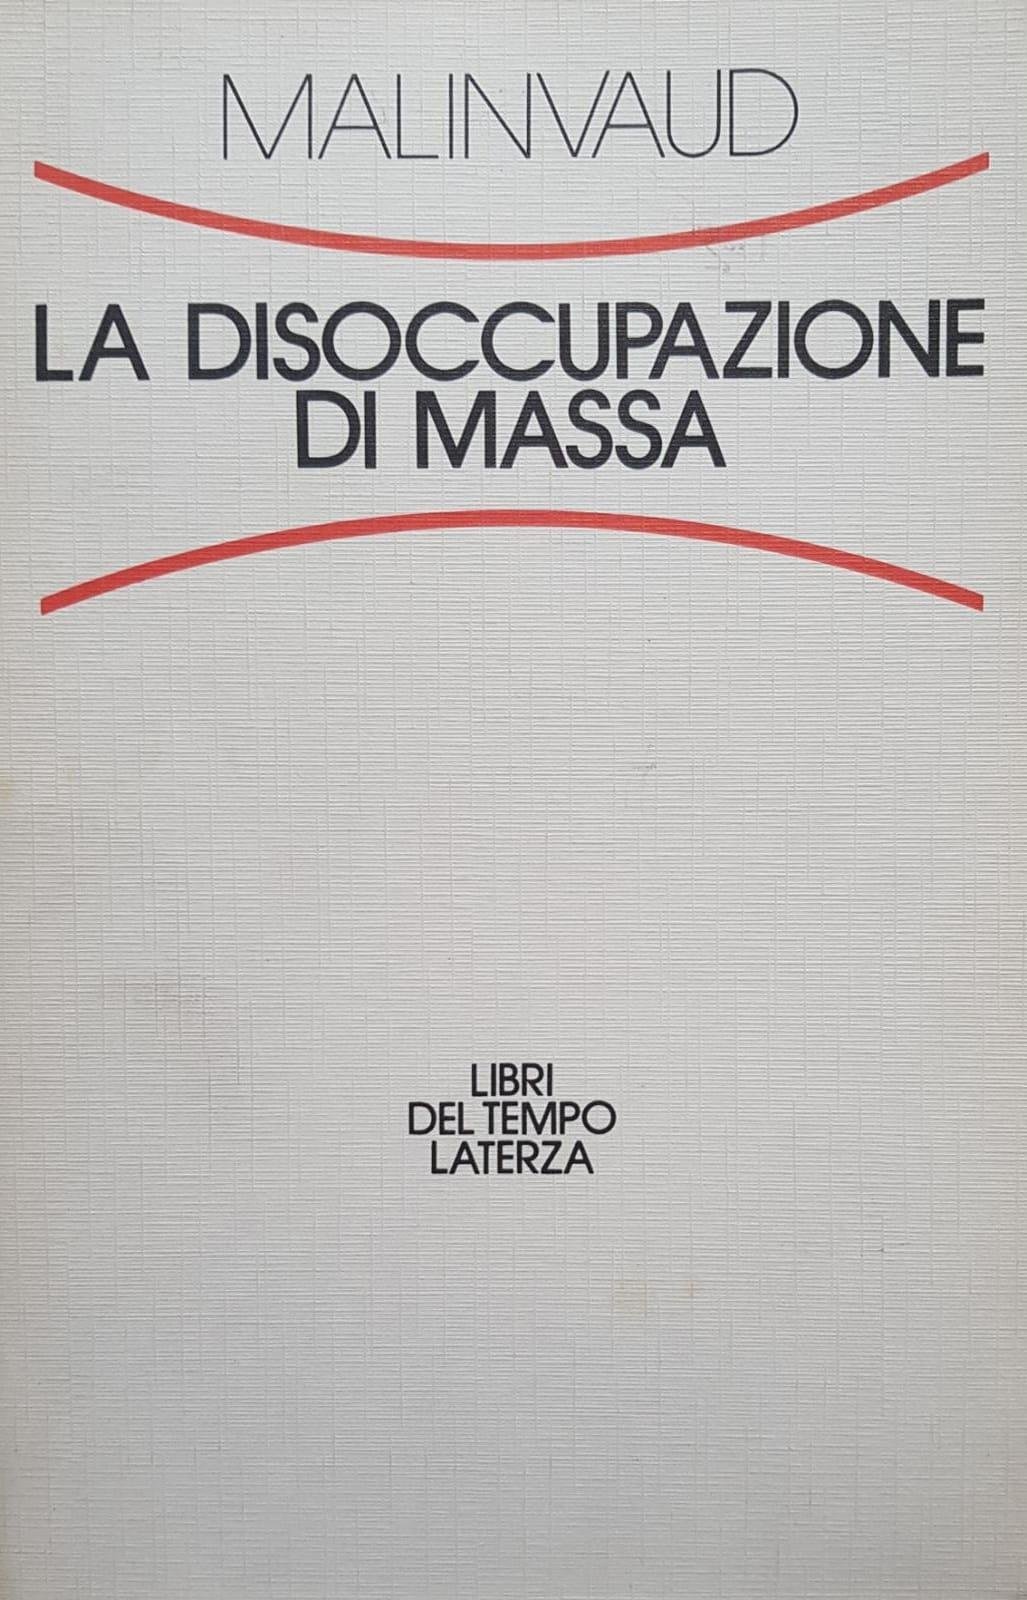 MALINVAUD
LA DISOCCUPAZIONE
DI MASSA
LIBRI
DEL TEMPO
LATERZA